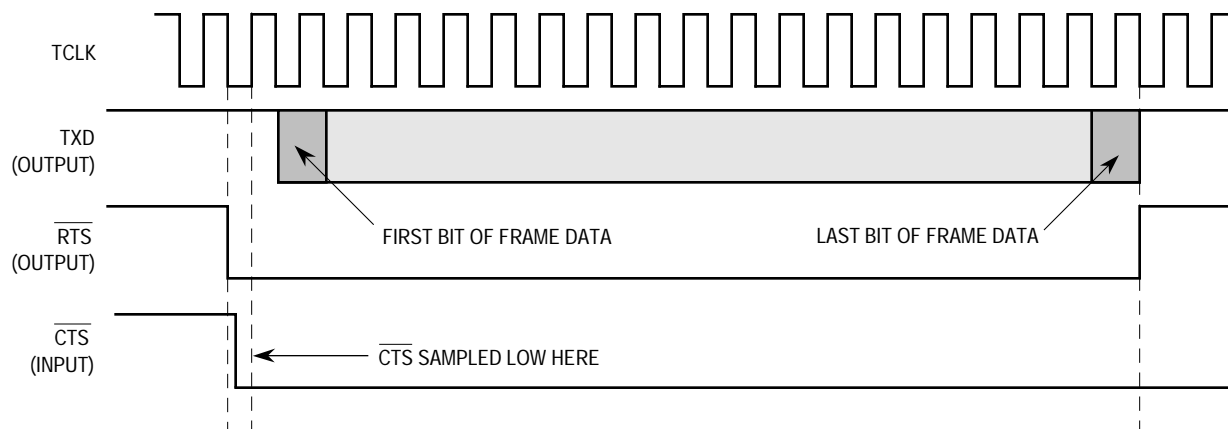 TCLK
TXD
(OUTPUT)
RTS
(OUTPUT)
FIRST BIT OF FRAME DATA
LAST BIT OF FRAME DATA
CTS
(INPUT)
CTS SAMPLED LOW HERE